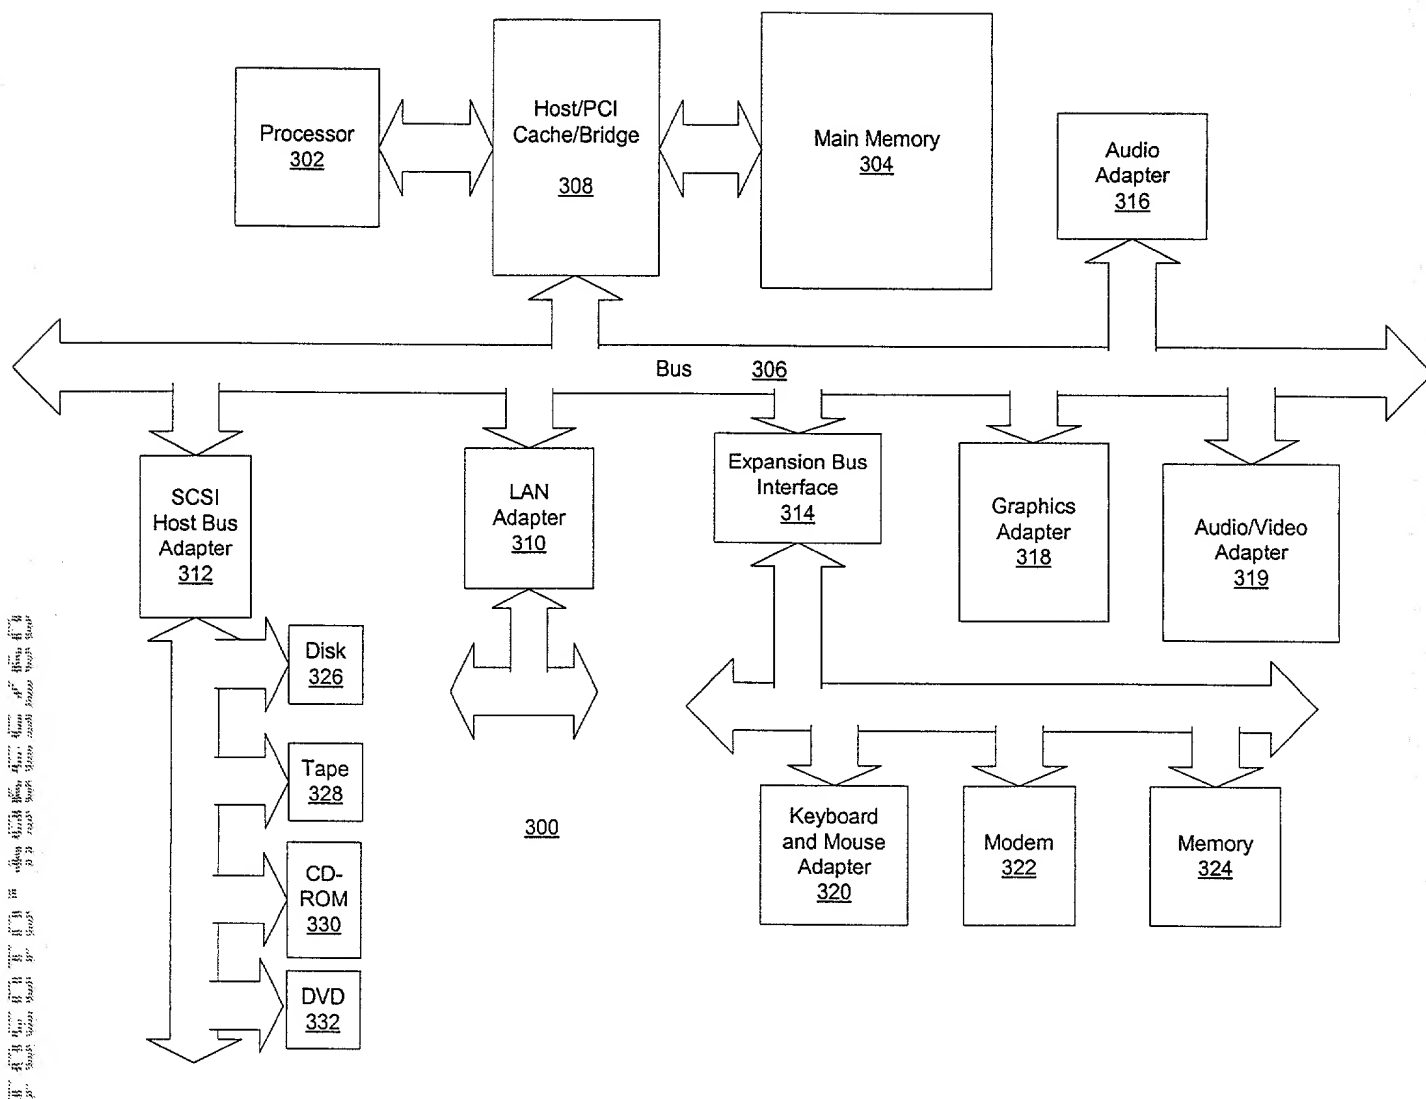 Processor
302
Host/PCI
Cache/Bridge
308
Main Memory
304
Audio
Adapter
316
Bus 306
SCSI
Host Bus
Adapter
312
LAN
Adapter
310
Expansion Bus
Interface
314
Graphics
Adapter
318
Audio/Video
Adapter
319
Disk
326
Tape
328
CD-
ROM
330
DVD
332
300
Keyboard
and Mouse
Adapter
320
Modem
322
Memory
324